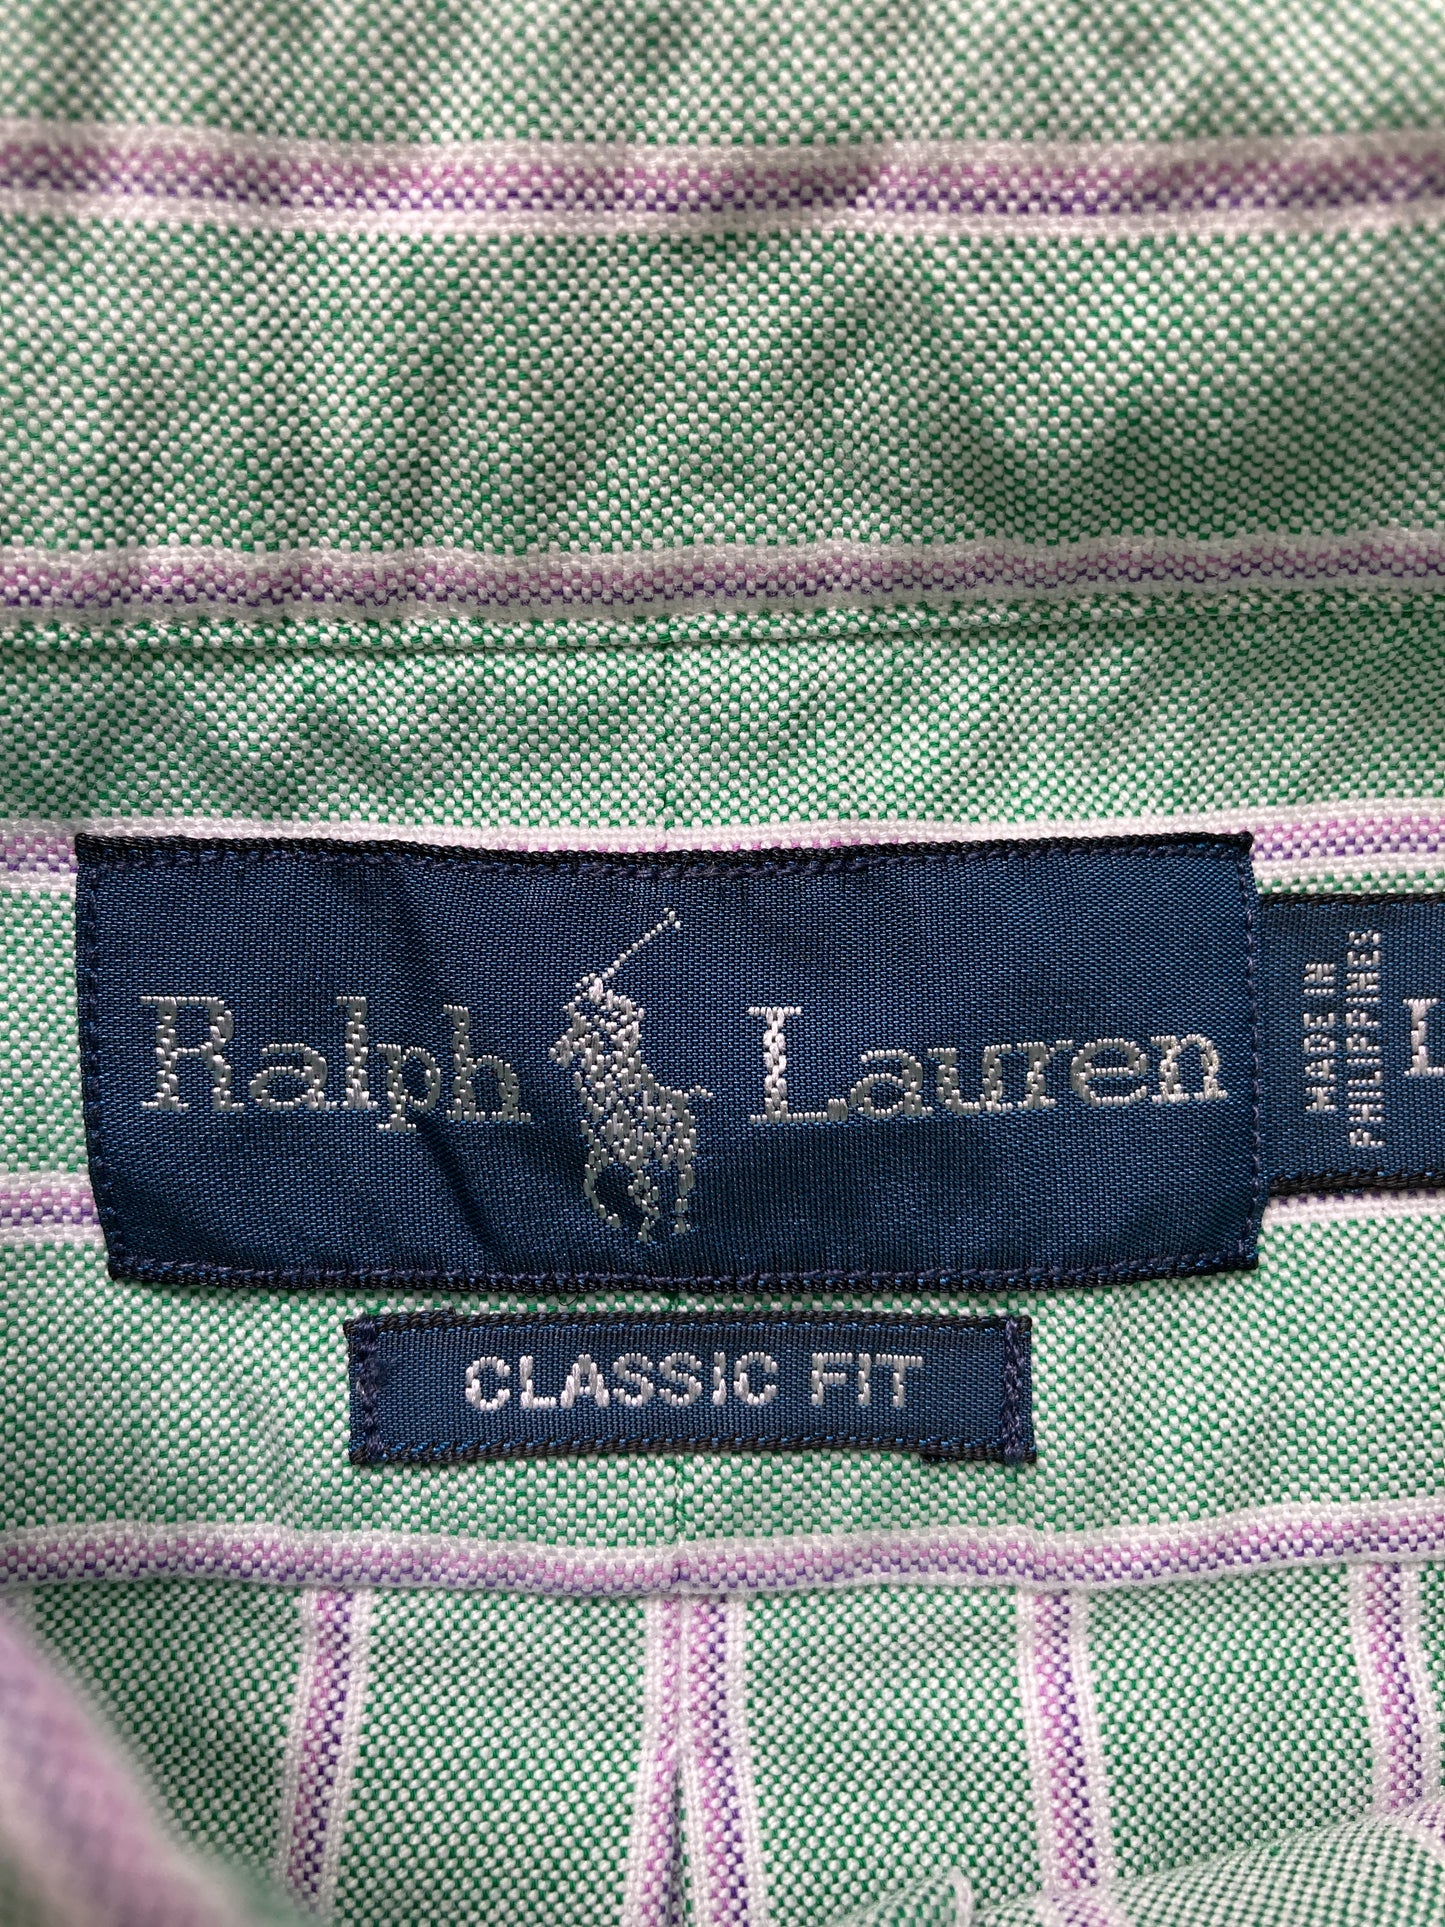 Ralph Lauren
MADE IN
PHILIPPINES
L
CLASSIC FIT